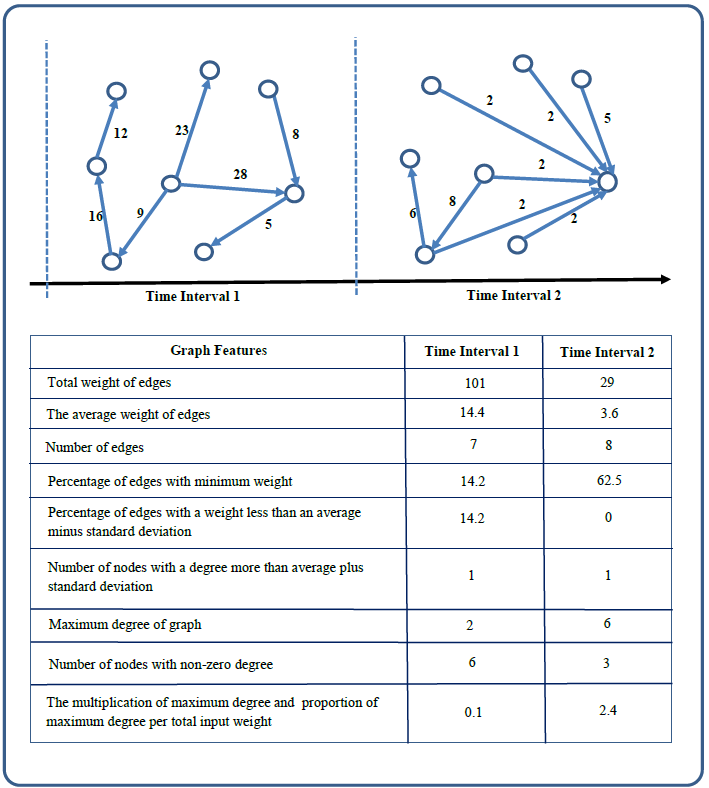 12
23
8
28
16
9
5
Time Interval 1
2
2
5
2
6
8
2
2
Time Interval 2
Graph Features Time Interval 1 Time Interval 2
Total weight of edges 101 29
The average weight of edges 14.4 3.6
Number of edges 7 8
Percentage of edges with minimum weight 14.2 62.5
Percentage of edges with a weight less than an average
minus standard deviation 14.2 0
Number of nodes with a degree more than average plus
standard deviation 1 1
Maximum degree of graph 2 6
Number of nodes with non-zero degree 6 3
The multiplication of maximum degree and proportion of
maximum degree per total input weight 0.1 2.4